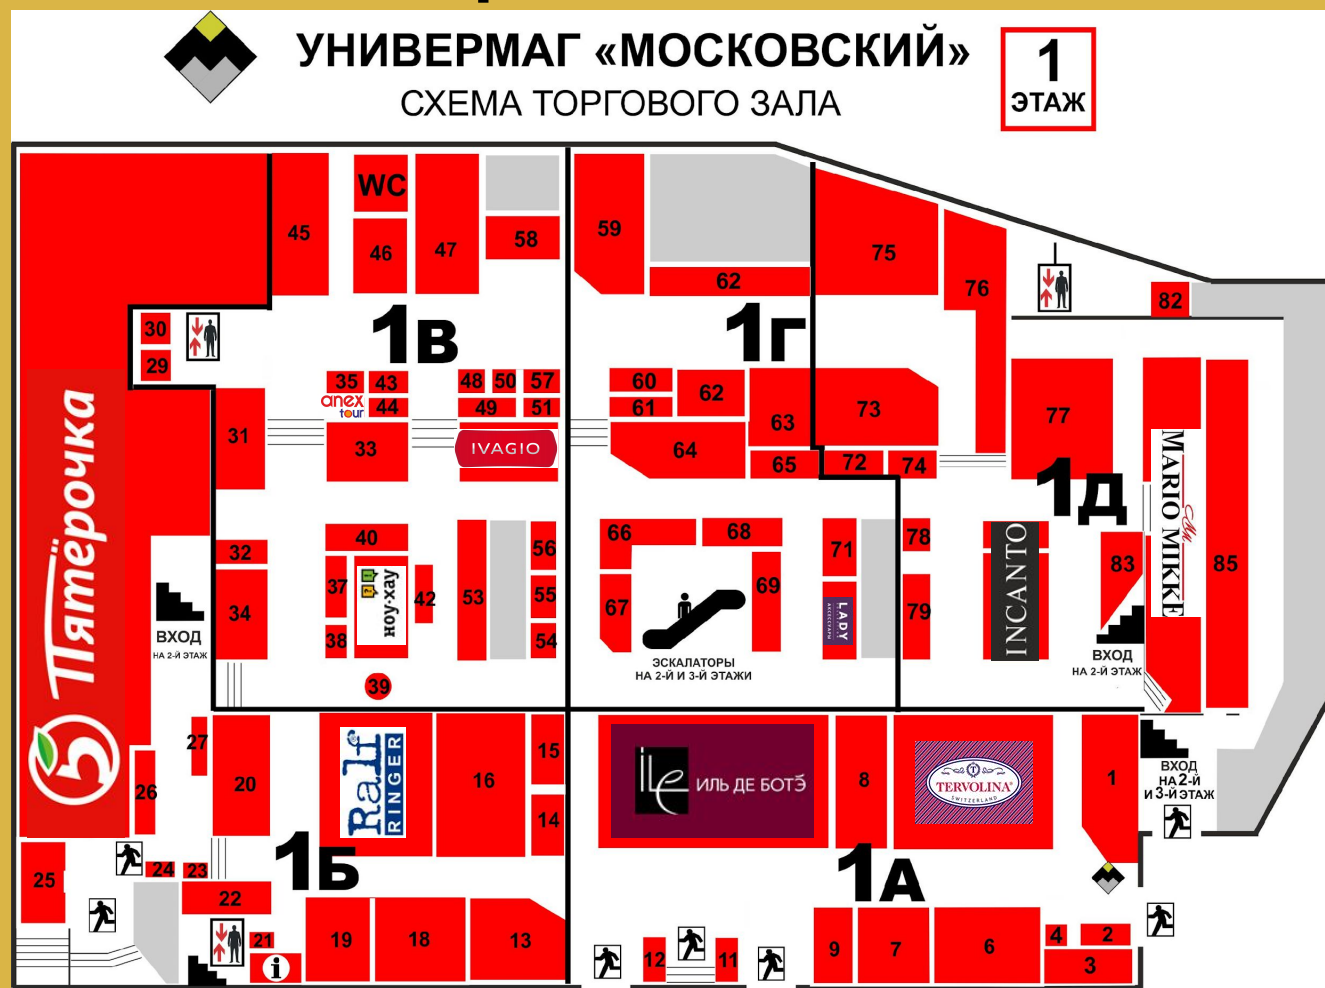 УНИВЕРМАГ «МОСКОВСКИЙ»
СХЕМА ТОРГОВОГО ЗАЛА
1
ЭТАЖ
45
WC
46
47
58
59
62
75
76
82
30
29
1В
1Г
35
43
48
50
57
60
62
63
73
77
anex
tour
44
49
51
61
31
33
IVAGIO
64
65
72
74
1Д
MARIO MIKKE
My
85
Пятёрочка
5
32
34
40
37
38
ноу-хау
42
53
56
55
54
39
66
68
67
69
71
LADY
АКСЕССУАРЫ
78
79
INCANTO
83
ВХОД
НА 2-Й ЭТАЖ
ЭСКАЛАТОРЫ
НА 2-Й И 3-Й ЭТАЖИ
ВХОД
НА 2-Й ЭТАЖ
27
26
20
Ralf
RINGER
16
15
14
iLe
ИЛЬ ДЕ БОТЭ
8
TERVOLINA
SWITZERLAND
1
ВХОД
НА 2-Й
И 3-Й ЭТАЖ
25
24
23
22
1Б
1А
21
i
19
18
13
12
11
9
7
6
4
2
3